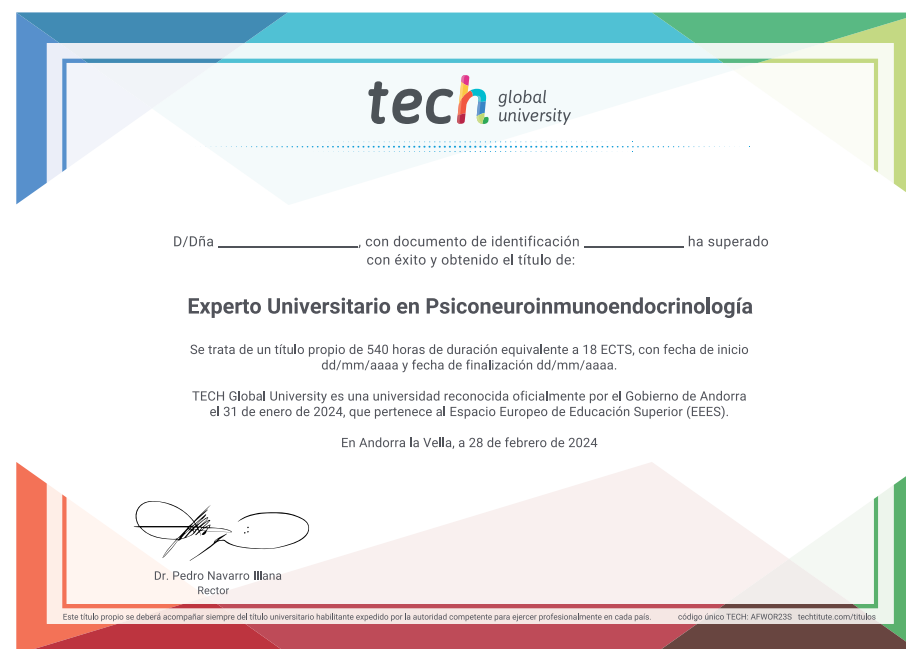 tech global university
D/Dña ____________________, con documento de identificación ______________ ha superado
con éxito y obtenido el título de:
Experto Universitario en Psiconeuroinmunoendocrinología
Se trata de un título propio de 540 horas de duración equivalente a 18 ECTS, con fecha de inicio
dd/mm/aaaa y fecha de finalización dd/mm/aaaa.
TECH Global University es una universidad reconocida oficialmente por el Gobierno de Andorra
el 31 de enero de 2024, que pertenece al Espacio Europeo de Educación Superior (EEES).
En Andorra la Vella, a 28 de febrero de 2024
Dr. Pedro Navarro Illana
Rector
Este título propio se deberá acompañar siempre del título universitario habilitante expedido por la autoridad competente para ejercer profesionalmente en cada país. código único TECH: AFWOR23S techtitute.com/titulos